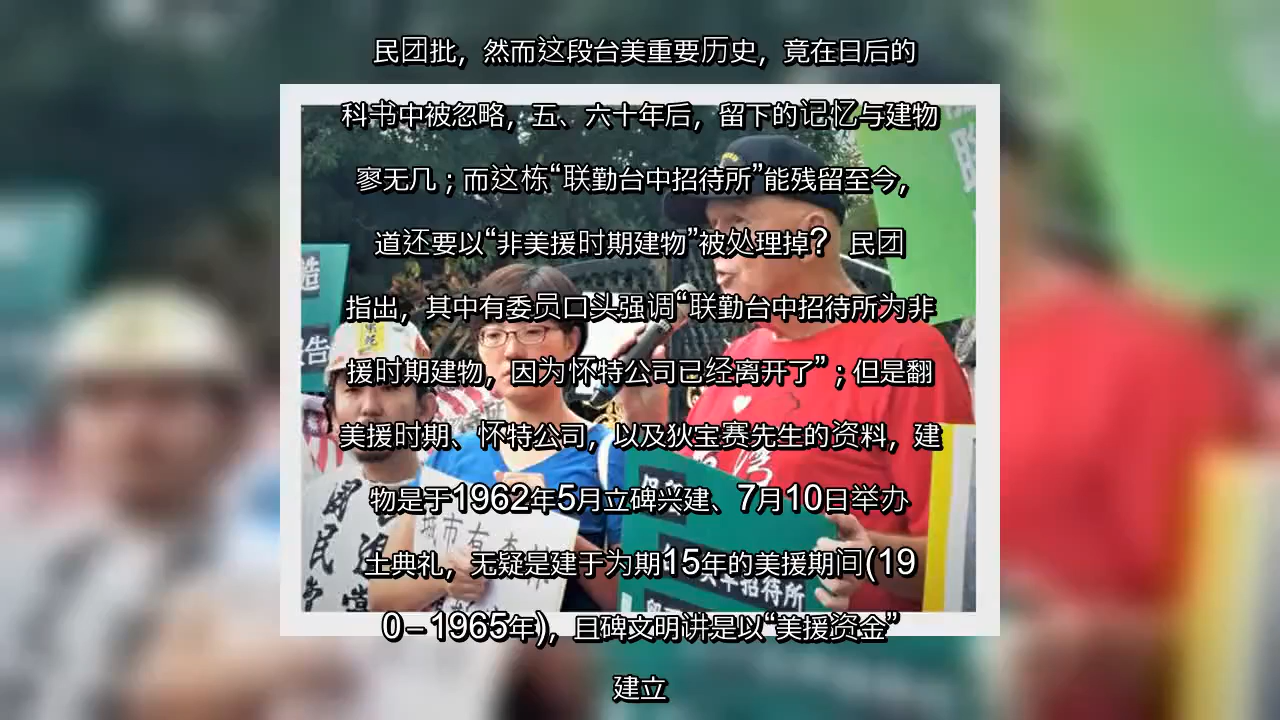 民团批，然而这段台美重要历史，竟在日后的
科书中被忽略，五、六十年后，留下的记忆与建物
寥无几；而这栋“联勤台中招待所”能残留至今，
道还要以“非美援时期建物”被处理掉？ 民团
指出，其中有委员口头强调“联勤台中招待所为非
援时期建物，因为怀特公司已经离开了”；但是翻
美援时期、怀特公司，以及狄宝赛先生的资料，建
物是于1962年5月立碑兴建、7月10日举办
土典礼，无疑是建于为期15年的美援期间(19
0–1965年)，且碑文明讲是以“美援资金”
建立
國民黨
城市有
招待所